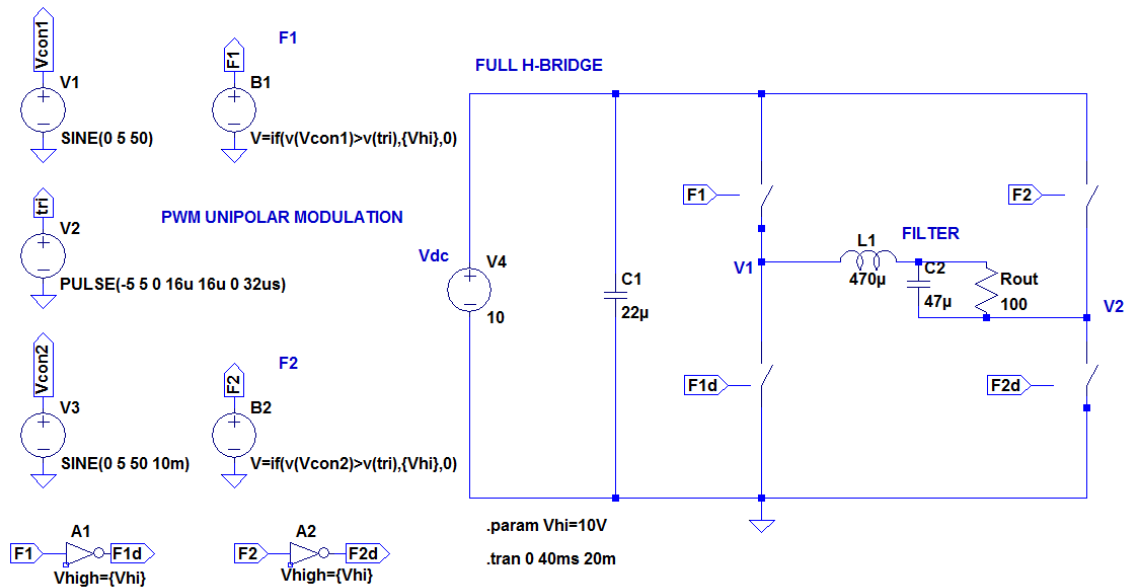 Vcon1
V1
SINE(0 5 50)
F1
F1
B1
V=if(v(Vcon1)>v(tri),{Vhi},0)
tri
V2
PULSE(-5 5 0 16u 16u 0 32us)
PWM UNIPOLAR MODULATION
Vcon2
V3
SINE(0 5 50 10m)
F2
F2
B2
V=if(v(Vcon2)>v(tri),{Vhi},0)
F1
A1
F1d
Vhigh={Vhi}
F2
A2
F2d
Vhigh={Vhi}
FULL H-BRIDGE
Vdc
V4
10
C1
22µ
F1
F2
V1
L1
470µ
FILTER
C2
47µ
Rout
100
V2
F1d
F2d
.param Vhi=10V
.tran 0 40ms 20m